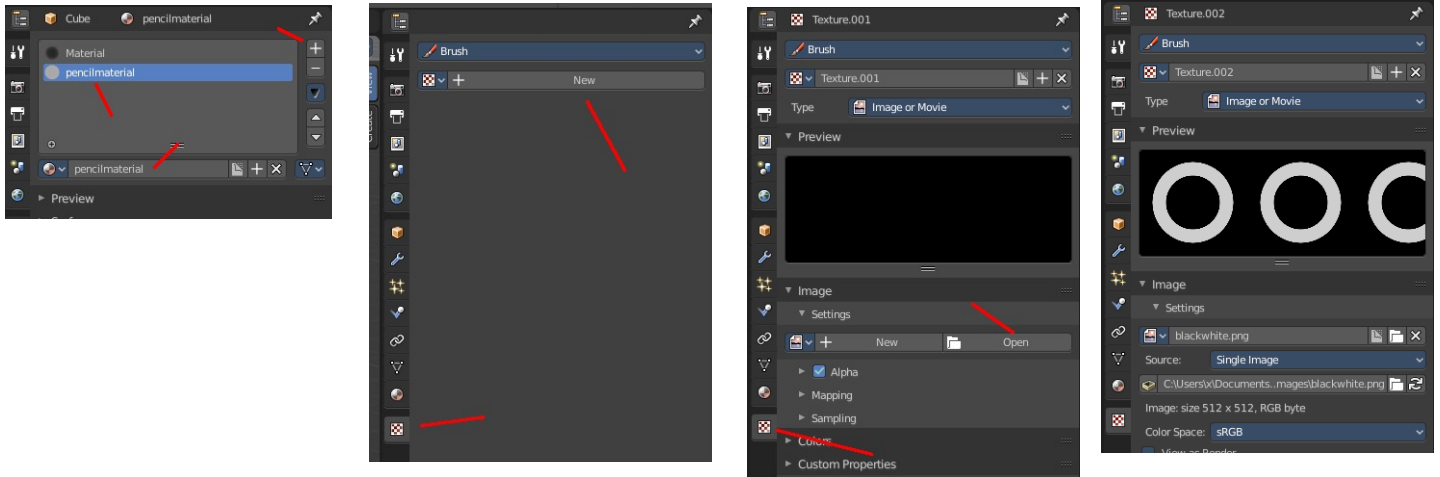 Cube pencilmaterial
Material
pencilmaterial
pencilmaterial
Preview
Brush
New
Texture.001
Brush
Texture.001
Type Image or Movie
Preview
Image
Settings
New Open
Alpha
Mapping
Sampling
Colors
Custom Properties
Texture.002
Brush
Texture.002
Type Image or Movie
Preview
Image
Settings
blackwhite.png
Source: Single Image
C:\Users\x\Documents..mages\blackwhite.png
Image: size 512 x 512, RGB byte
Color Space: sRGB
View as Render